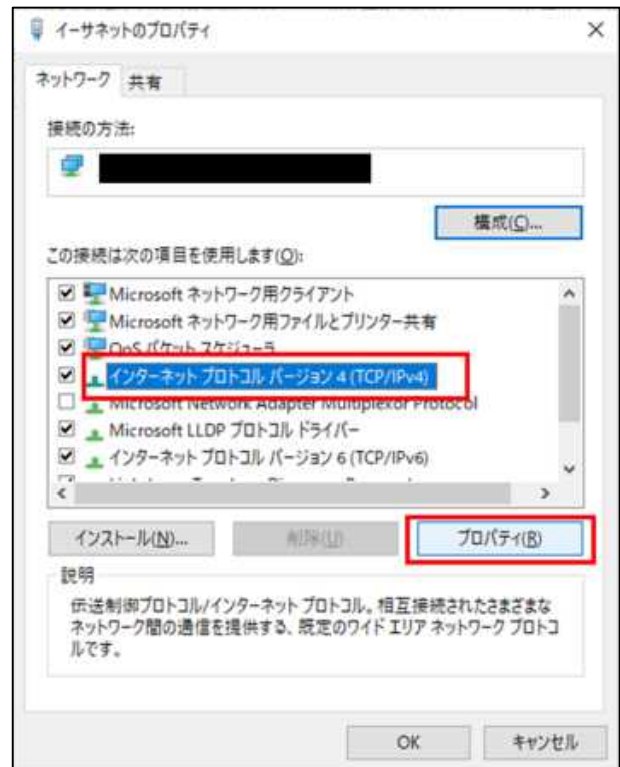 イーサネットのプロパティ
ネットワーク 共有
接続の方法:
構成(C)...
この接続は次の項目を使用します(O):
Microsoft ネットワーク用クライアント
Microsoft ネットワーク用ファイルとプリンター共有
QoS パケット スケジューラ
インターネット プロトコル バージョン 4 (TCP/IPv4)
Microsoft Network Adapter Multiplexor Protocol
Microsoft LLDP プロトコル ドライバー
インターネット プロトコル バージョン 6 (TCP/IPv6)
インストール(N)... 削除(U) プロパティ(R)
説明
伝送制御プロトコル/インターネット プロトコル。相互接続されたさまざまな
ネットワーク間の通信を提供する、既定のワイド エリア ネットワーク プロトコ
ルです。
OK キャンセル